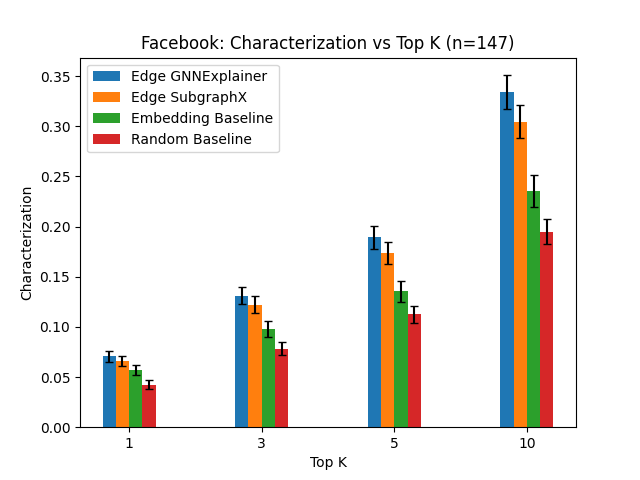 Facebook: Characterization vs Top K (n=147)
Edge GNNExplainer
Edge SubgraphX
Embedding Baseline
Random Baseline
Characterization
0.35
0.30
0.25
0.20
0.15
0.10
0.05
0.00
1 3 5 10
Top K